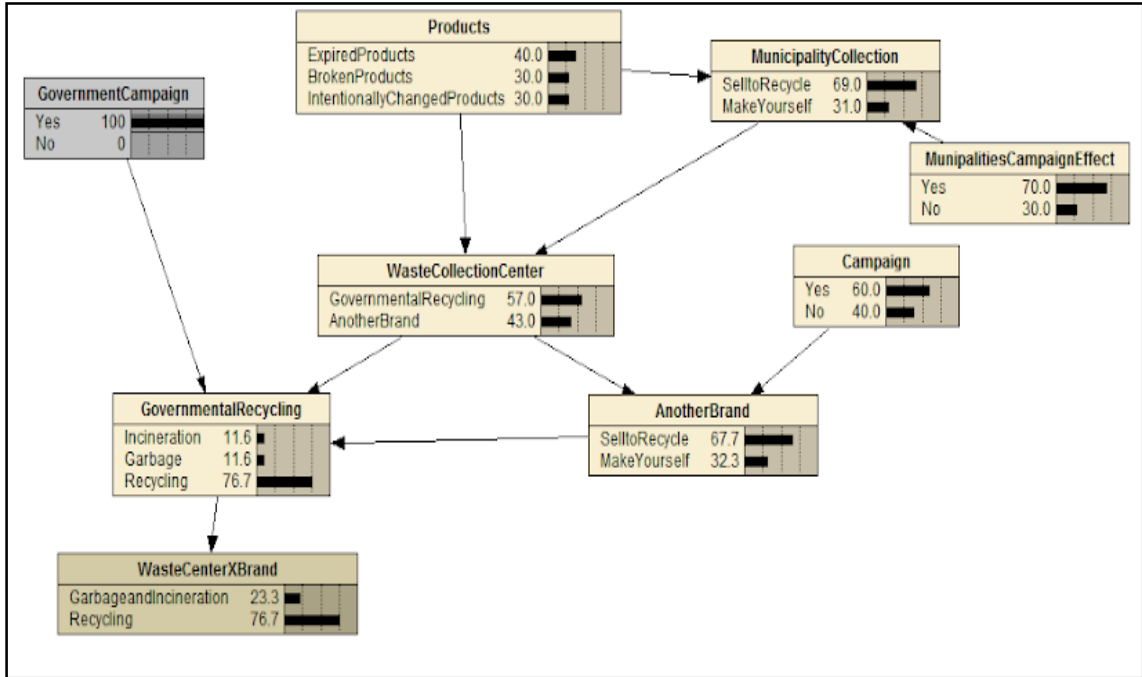 Products
ExpiredProducts 40.0
BrokenProducts 30.0
IntentionallyChangedProducts 30.0
MunicipalityCollection
SelltoRecycle 69.0
MakeYourself 31.0
GovernmentCampaign
Yes 100
No 0
MunipalitiesCampaignEffect
Yes 70.0
No 30.0
WasteCollectionCenter
GovernmentalRecycling 57.0
AnotherBrand 43.0
Campaign
Yes 60.0
No 40.0
GovernmentalRecycling
Incineration 11.6
Garbage 11.6
Recycling 76.7
AnotherBrand
SelltoRecycle 67.7
MakeYourself 32.3
WasteCenterXBrand
GarbageandIncineration 23.3
Recycling 76.7